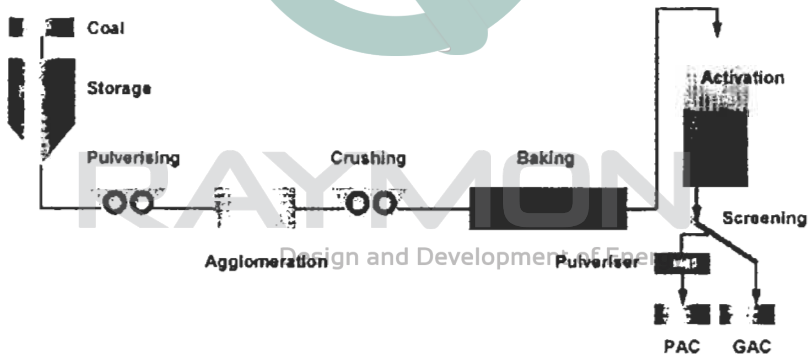 Coal
Storage
Activation
Pulverising
Crushing
Baking
RAYMON
Screening
Agglomeration
Design and Development of Ener
Pulveriser
PAC
GAC